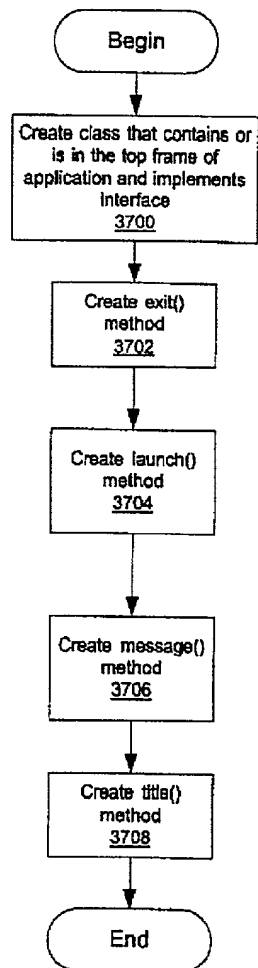 Begin
Create class that contains or
is in the top frame of
application and implements
interface
3700
Create exit()
method
3702
Create launch()
method
3704
Create message()
method
3706
Create title()
method
3708
End